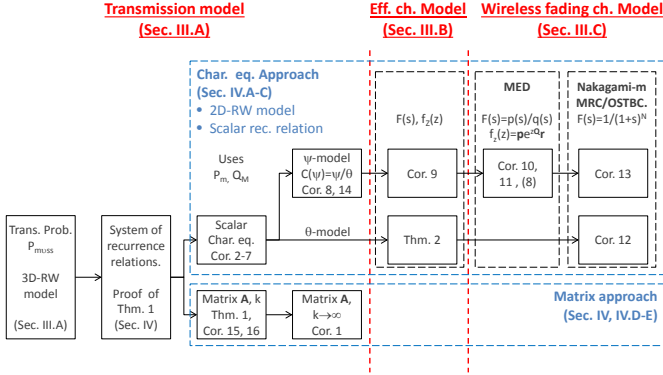 Transmission model
(Sec. III.A)
Eff. ch. Model
(Sec. III.B)
Wireless fading ch. Model
(Sec. III.C)
Char. eq. Approach
(Sec. IV.A-C)
• 2D-RW model
• Scalar rec. relation
F(s), f_Z(z)
MED
F(s)=p(s)/q(s)
f_z(z)=pe^zQr
Nakagami-m
MRC/OSTBC.
F(s)=1/(1+s)^N
Uses
P_m, Q_M
ψ-model
C(ψ)=ψ/θ
Cor. 8, 14
Cor. 9
Cor. 10,
11 , (8)
Cor. 13
Trans. Prob.
3D-RW
model
(Sec. III.A)
System of
recurrence
relations.
Proof of
Thm. 1
(Sec. IV)
Scalar
Char. eq.
Cor. 2-7
θ-model
Thm. 2
Cor. 12
Matrix A, k
Thm. 1,
Cor. 15, 16
Matrix A,
k→∞
Cor. 1
Matrix approach
(Sec. IV, IV.D-E)